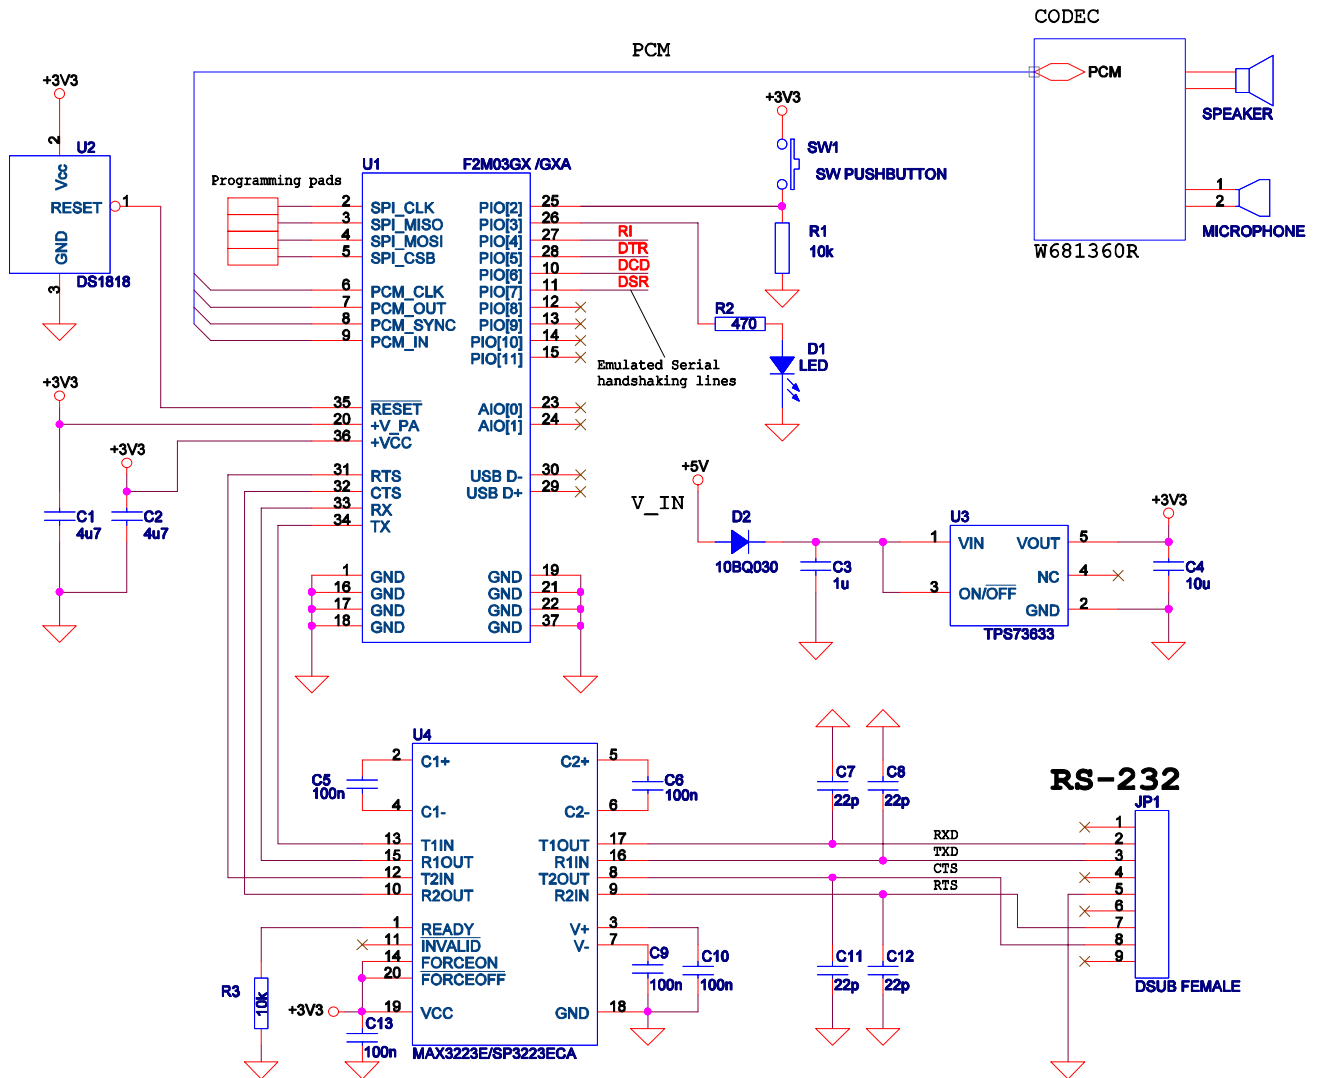 CODEC
PCM
PCM
SPEAKER
1
2
MICROPHONE
W681360R
+3V3
2
U2
Vcc
RESET
1
GND
3
DS1818
Programming pads
U1
F2M03GX /GXA
2 SPI_CLK
3 SPI_MISO
4 SPI_MOSI
5 SPI_CSB
6 PCM_CLK
7 PCM_OUT
8 PCM_SYNC
9 PCM_IN
35 RESET
20 +V_PA
36 +VCC
31 RTS
32 CTS
33 RX
34 TX
1 GND
16 GND
17 GND
18 GND
PIO[2] 25
PIO[3] 26
PIO[4] 27 RI
PIO[5] 28 DTR
PIO[6] 10 DCD
PIO[7] 11 DSR
PIO[8] 12
PIO[9] 13
PIO[10] 14
PIO[11] 15
AIO[0] 23
AIO[1] 24
USB D- 30
USB D+ 29
GND 19
GND 21
GND 22
GND 37
Emulated Serial
handshaking lines
+3V3
SW1
SW PUSHBUTTON
R1
10k
R2
470
D1
LED
+3V3
C1
4u7
+3V3
C2
4u7
+5V
V_IN
D2
10BQ030
C3
1u
U3
1 VIN
3 ON/OFF
VOUT 5
NC 4
GND 2
TPS73633
+3V3
C4
10u
U4
2 C1+
4 C1-
13 T1IN
15 R1OUT
12 T2IN
10 R2OUT
1 READY
11 INVALID
14 FORCEON
20 FORCEOFF
19 VCC
C2+ 5
C2- 6
T1OUT 17
R1IN 16
T2OUT 8
R2IN 9
V+ 3
V- 7
GND 18
MAX3223E/SP3223ECA
C5
100n
C6
100n
R3
10k
+3V3
C13
100n
C9
100n
C10
100n
C7
22p
C8
22p
C11
22p
C12
22p
RXD
TXD
CTS
RTS
RS-232
JP1
1
2
3
4
5
6
7
8
9
DSUB FEMALE